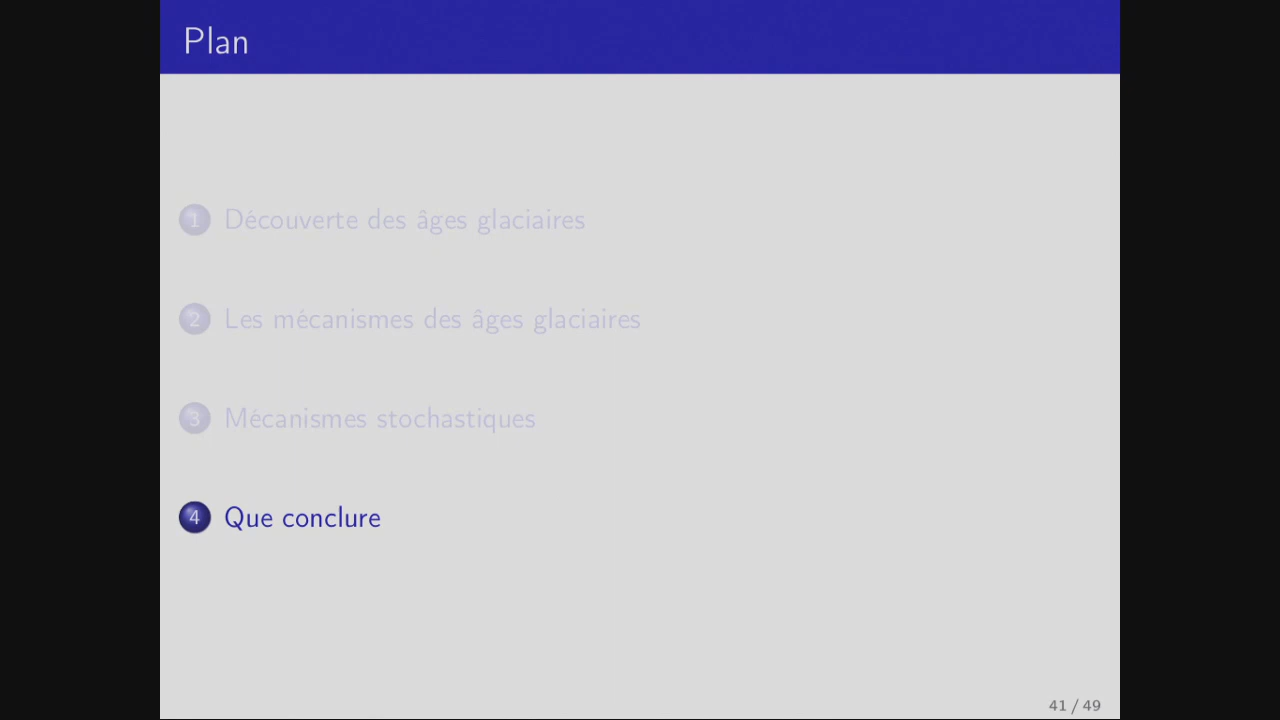 Plan
1 Découverte des âges glaciaires
2 Les mécanismes des âges glaciaires
3 Mécanismes stochastiques
4 Que conclure
41 / 49